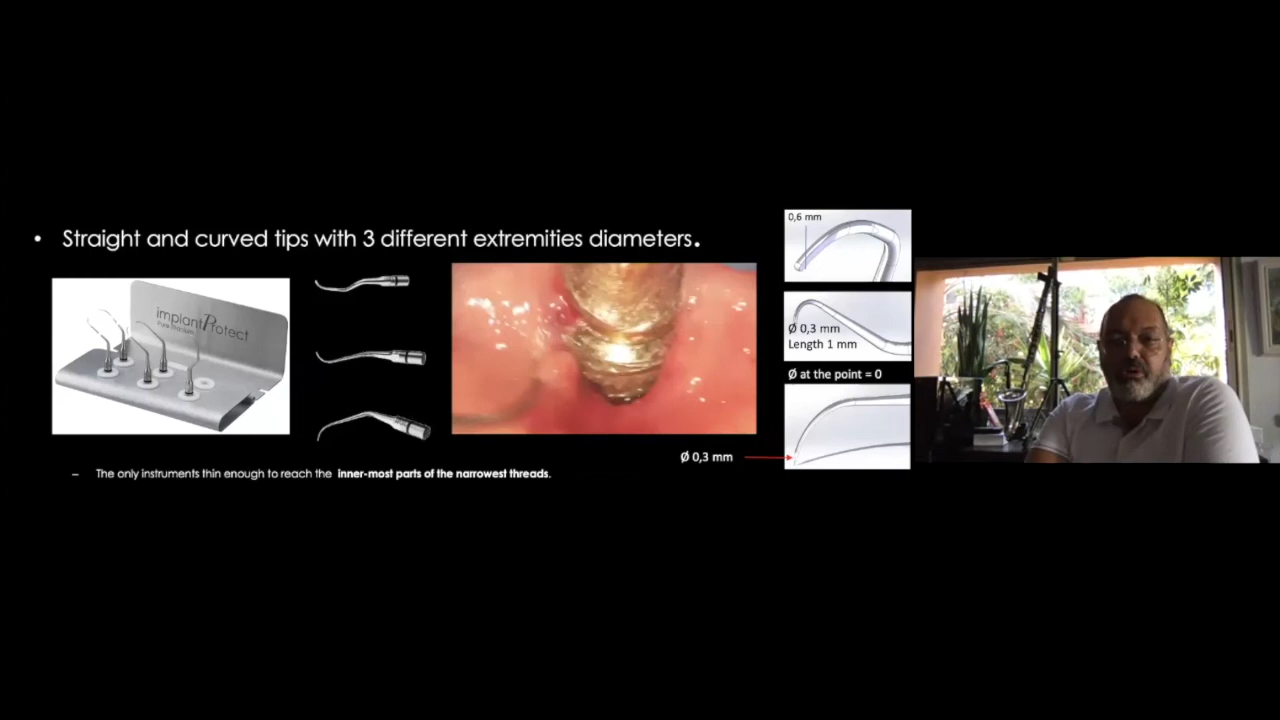 • Straight and curved tips with 3 different extremities diameters.
implantProtect
Pure Titanium
0,6 mm
Ø 0,3 mm
Length 1 mm
Ø at the point = 0
Ø 0,3 mm
– The only instruments thin enough to reach the inner-most parts of the narrowest threads.